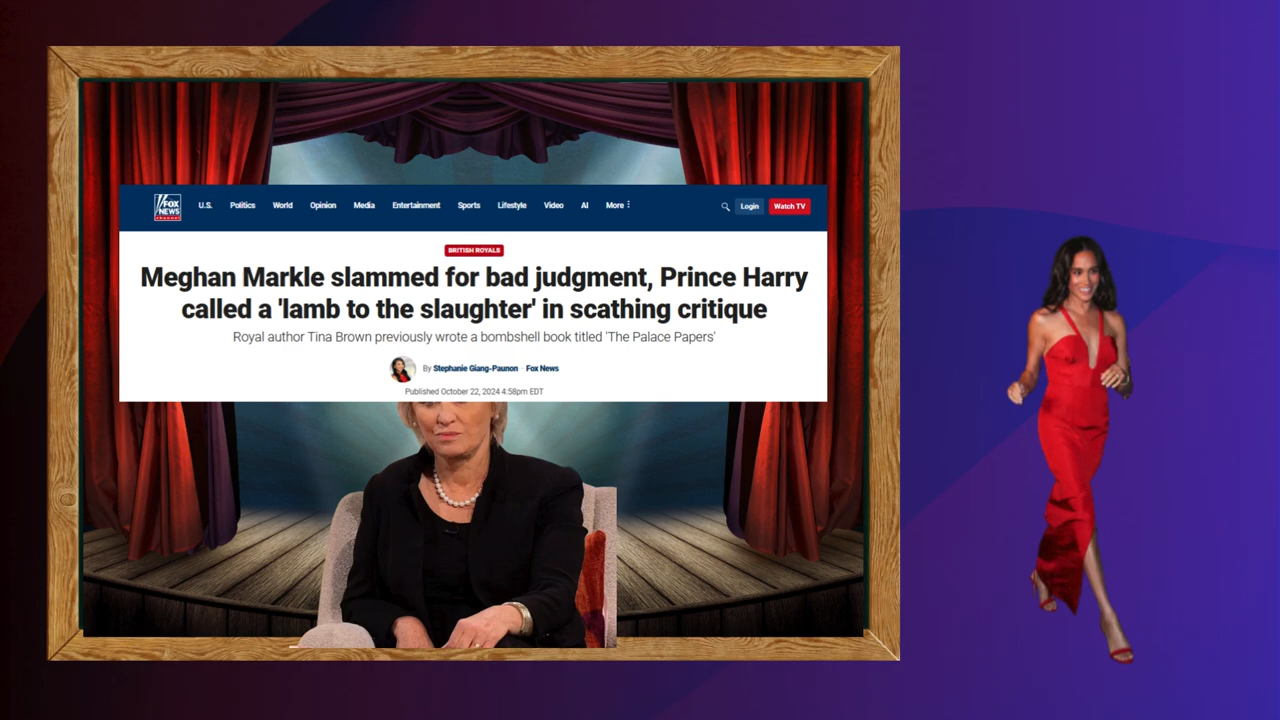 FOX NEWS channel U.S. Politics World Opinion Media Entertainment Sports Lifestyle Video AI More Login Watch TV
BRITISH ROYALS
Meghan Markle slammed for bad judgment, Prince Harry
called a 'lamb to the slaughter' in scathing critique
Royal author Tina Brown previously wrote a bombshell book titled 'The Palace Papers'
By Stephanie Giang-Paunon · Fox News
Published October 22, 2024 4:58pm EDT